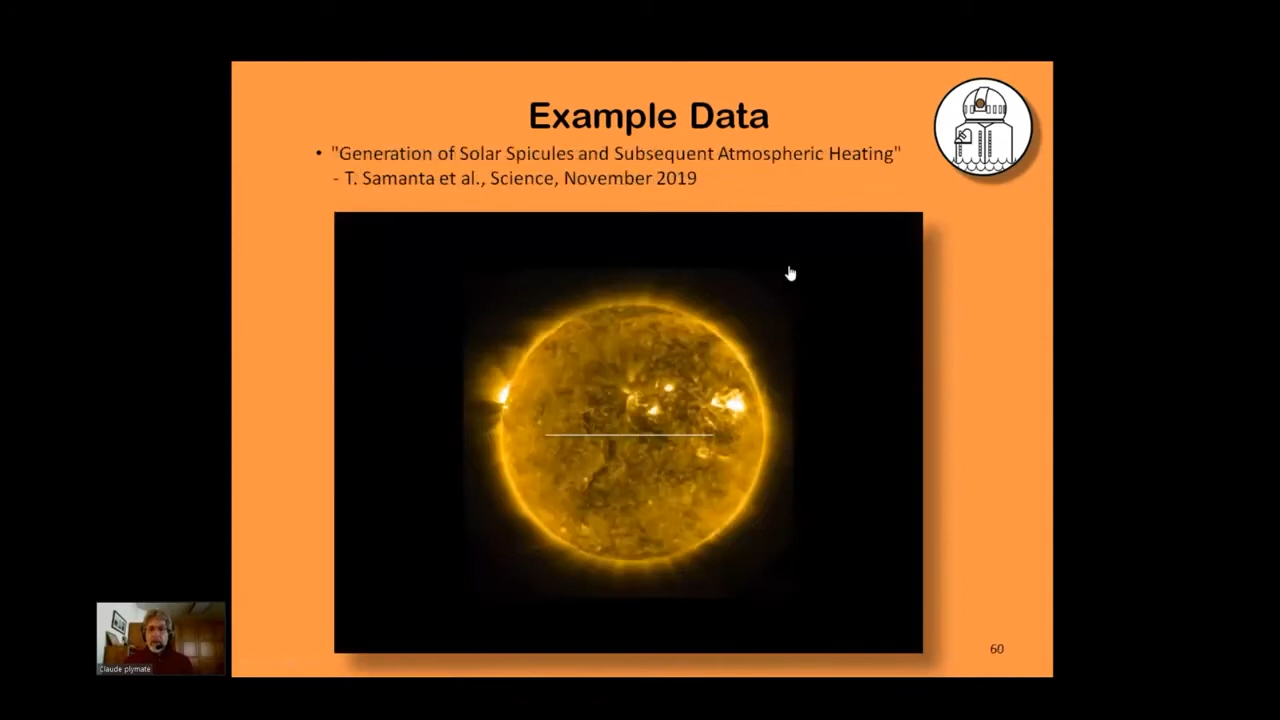 Example Data
• "Generation of Solar Spicules and Subsequent Atmospheric Heating"
- T. Samanta et al., Science, November 2019
60
Claude plymate